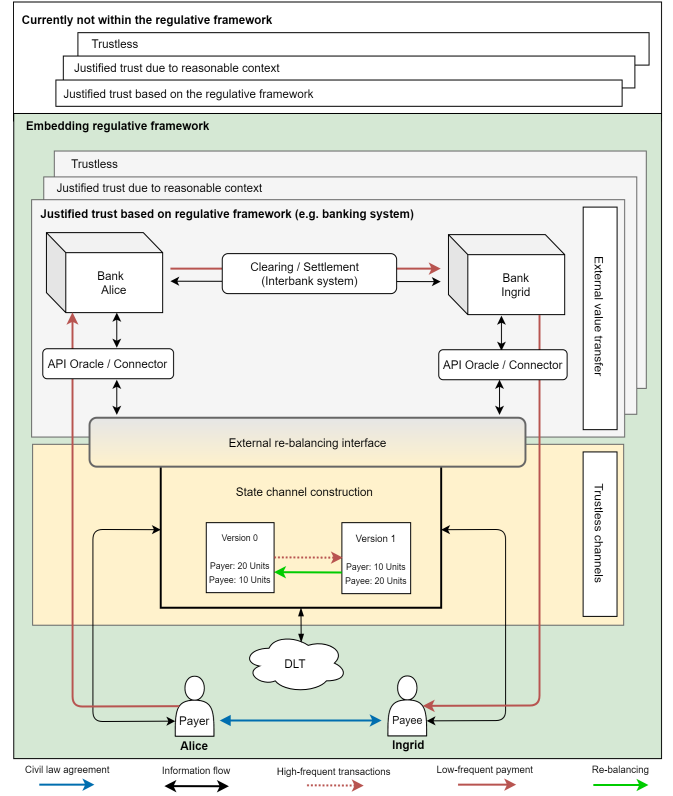 Currently not within the regulative framework
Trustless
Justified trust due to reasonable context
Justified trust based on the regulative framework
Embedding regulative framework
Trustless
Justified trust due to reasonable context
Justified trust based on regulative framework (e.g. banking system)
Bank
Alice
Clearing / Settlement
(Interbank system)
Bank
Ingrid
External value transfer
API Oracle / Connector
API Oracle / Connector
External re-balancing interface
State channel construction
Version 0
Payer: 20 Units
Payee: 10 Units
Version 1
Payer: 10 Units
Payee: 20 Units
Trustless channels
DLT
Payer
Alice
Payee
Ingrid
Civil law agreement
Information flow
High-frequent transactions
Low-frequent payment
Re-balancing